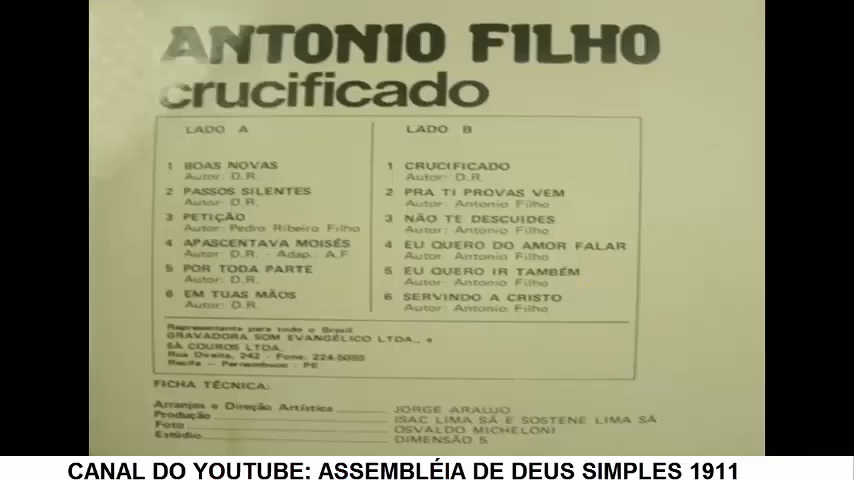 ANTONIO FILHO
crucificado
LADO A
1 BOAS NOVAS
Autor: D.R.
2 PASSOS SILENTES
Autor: D.R.
3 PETIÇÃO
Autor: Pedro Ribeiro Filho
4 APASCENTAVA MOISÉS
Autor: D.R. - Adap.: A.F
5 POR TODA PARTE
Autor: D.R.
6 EM TUAS MÃOS
Autor: D.R.
LADO B
1 CRUCIFICADO
Autor: D.R.
2 PRA TI PROVAS VEM
Autor: Antonio Filho
3 NÃO TE DESCUIDES
Autor: Antonio Filho
4 EU QUERO DO AMOR FALAR
Autor: Antonio Filho
5 EU QUERO IR TAMBÉM
Autor: Antonio Filho
6 SERVINDO A CRISTO
Autor: Antonio Filho
Representante para todo o Brasil
GRAVADORA SOM EVANGÉLICO LTDA., e
SÁ COUROS LTDA.
Rua Direita, 242 - Fone: 224-5055
Recife - Pernambuco - PE
FICHA TÉCNICA:
Arranjos e Direção Artística JORGE ARAUJO
Produção ISAC LIMA SÁ E SOSTENE LIMA SÁ
Foto OSVALDO MICHELONI
Estúdio DIMENSÃO 5
CANAL DO YOUTUBE: ASSEMBLÉIA DE DEUS SIMPLES 1911